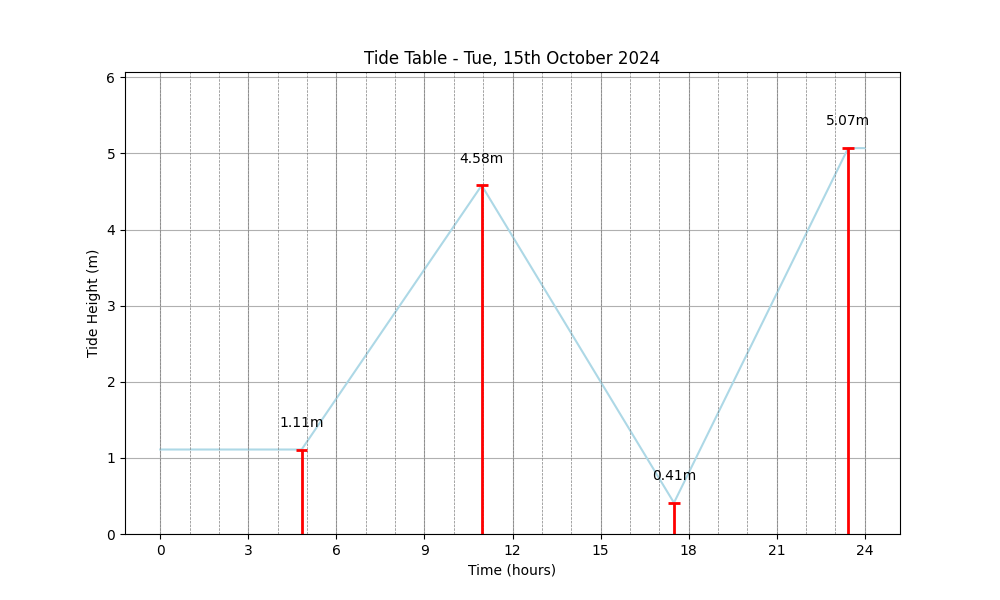 Tide Table - Tue, 15th October 2024
Tide Height (m)
6
5
4
3
2
1
0
1.11m
4.58m
0.41m
5.07m
0 3 6 9 12 15 18 21 24
Time (hours)